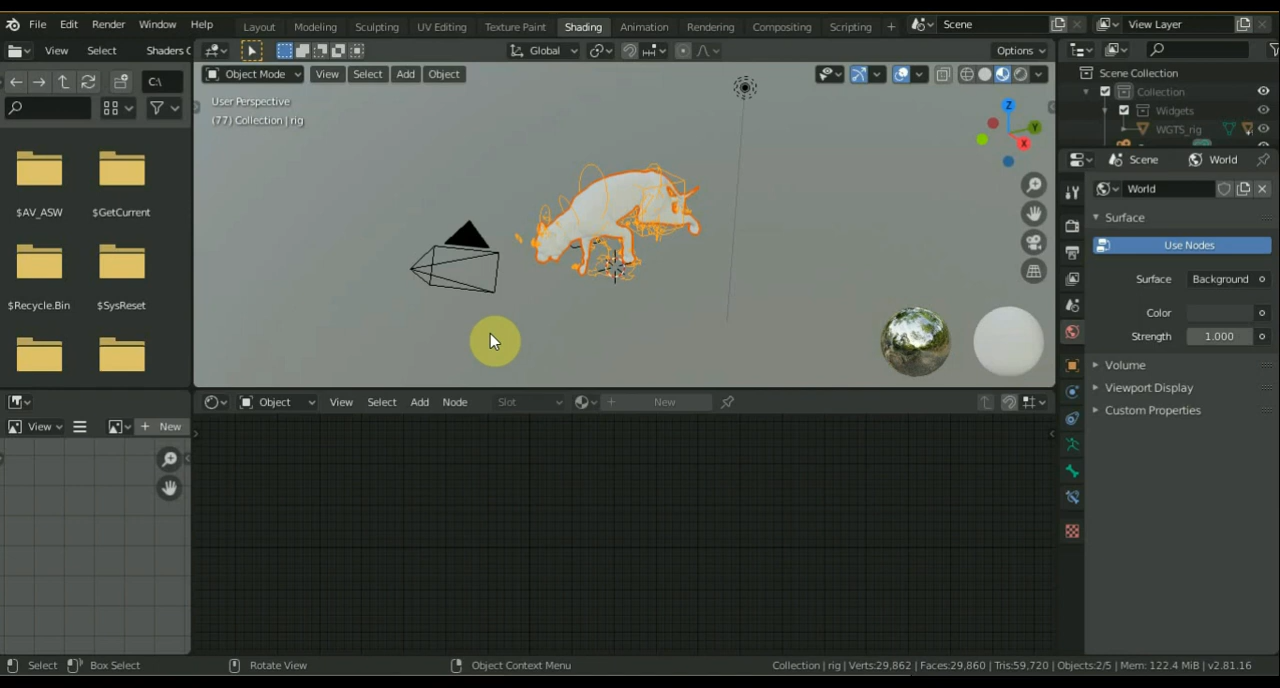 File Edit Render Window Help Layout Modeling Sculpting UV Editing Texture Paint Shading Animation Rendering Compositing Scripting + Scene View Layer
View Select Shaders C Global Options
C:\ Object Mode View Select Add Object Scene Collection
Collection
User Perspective
(77) Collection | rig
Widgets
WGTS_rig
Z
Y
X
Scene World
World
$AV_ASW $GetCurrent
Surface
Use Nodes
Surface Background
$Recycle.Bin $SysReset
Color
Strength 1.000
Volume
Viewport Display
Object View Select Add Node Slot New
Custom Properties
View New
Select Box Select Rotate View Object Context Menu Collection | rig | Verts:29,862 | Faces:29,860 | Tris:59,720 | Objects:2/5 | Mem: 122.4 MiB | v2.81.16